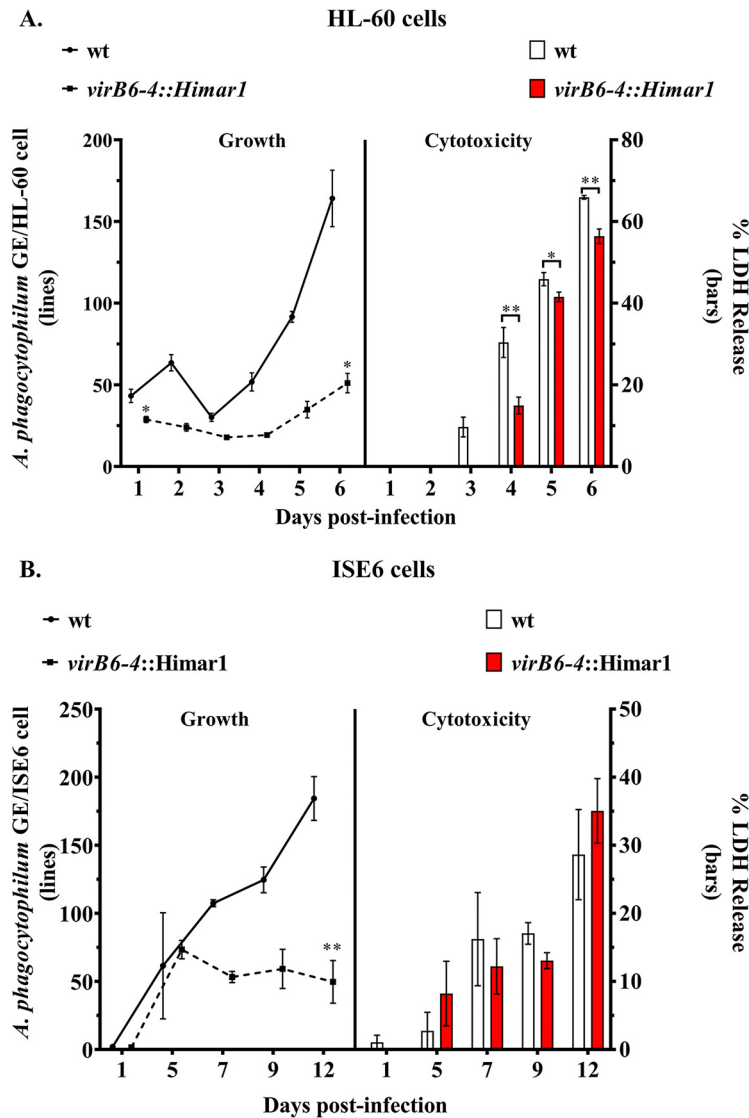 A. HL-60 cells
wt wt
virB6-4::Himar1 virB6-4::Himar1
Growth Cytotoxicity
A. phagocytophilum GE/HL-60 cell
(lines)
200
150
100
50
0
* *
** * **
80
60
40
20
0
% LDH Release
(bars)
1 2 3 4 5 6 1 2 3 4 5 6
Days post-infection
B. ISE6 cells
wt wt
virB6-4::Himar1 virB6-4::Himar1
Growth Cytotoxicity
A. phagocytophilum GE/ISE6 cell
(lines)
250
200
150
100
50
0
**
50
40
30
20
10
0
% LDH Release
(bars)
1 5 7 9 12 1 5 7 9 12
Days post-infection